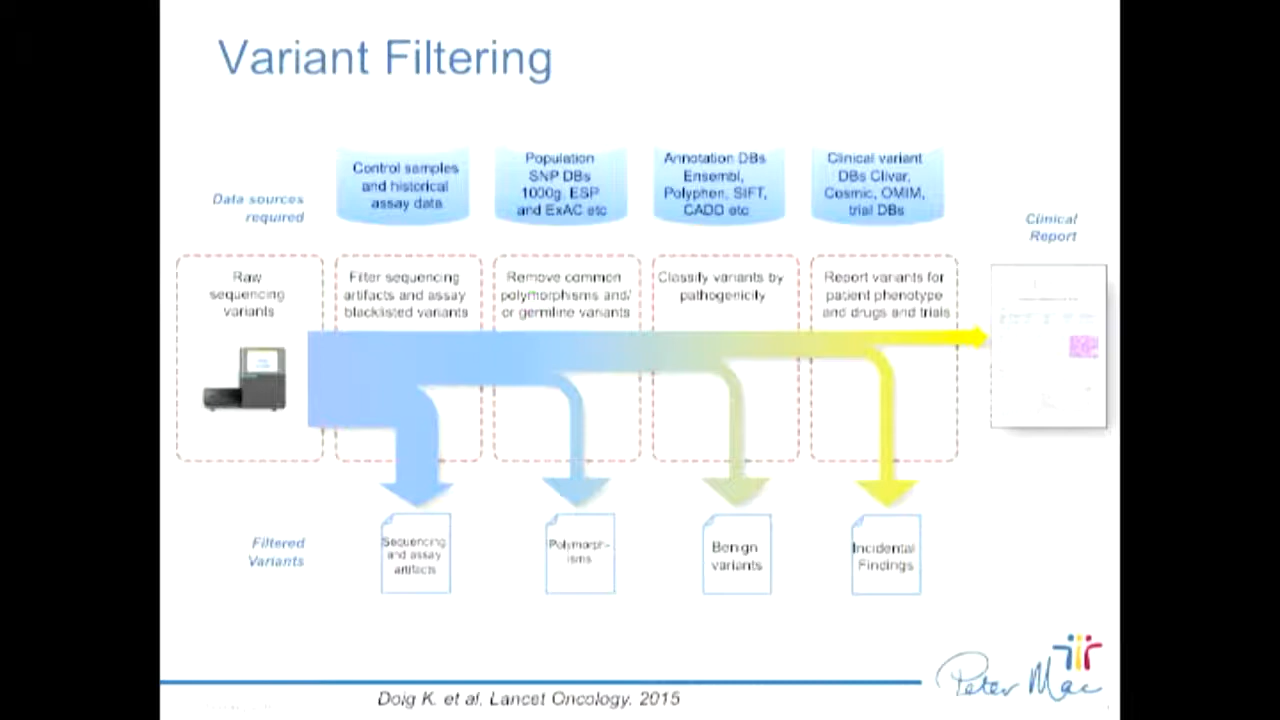 Variant Filtering
Data sources
required
Control samples
and historical
assay data
Population
SNP DBs
1000g, ESP
and ExAC etc
Annotation DBs
Ensembl,
Polyphen, SIFT,
CADD etc
Clinical variant
DBs Clivar,
Cosmic, OMIM,
trial DBs
Clinical
Report
Raw
sequencing
variants
Filter sequencing
artifacts and assay
blacklisted variants
Remove common
polymorphisms and/
or germline variants
Classify variants by
pathogenicity
Report variants for
patient phenotype
and drugs and trials
Filtered
Variants
Sequencing
and assay
artifacts
Polymorph-
isms
Benign
variants
Incidental
Findings
Doig K. et al. Lancet Oncology. 2015
Peter Mac